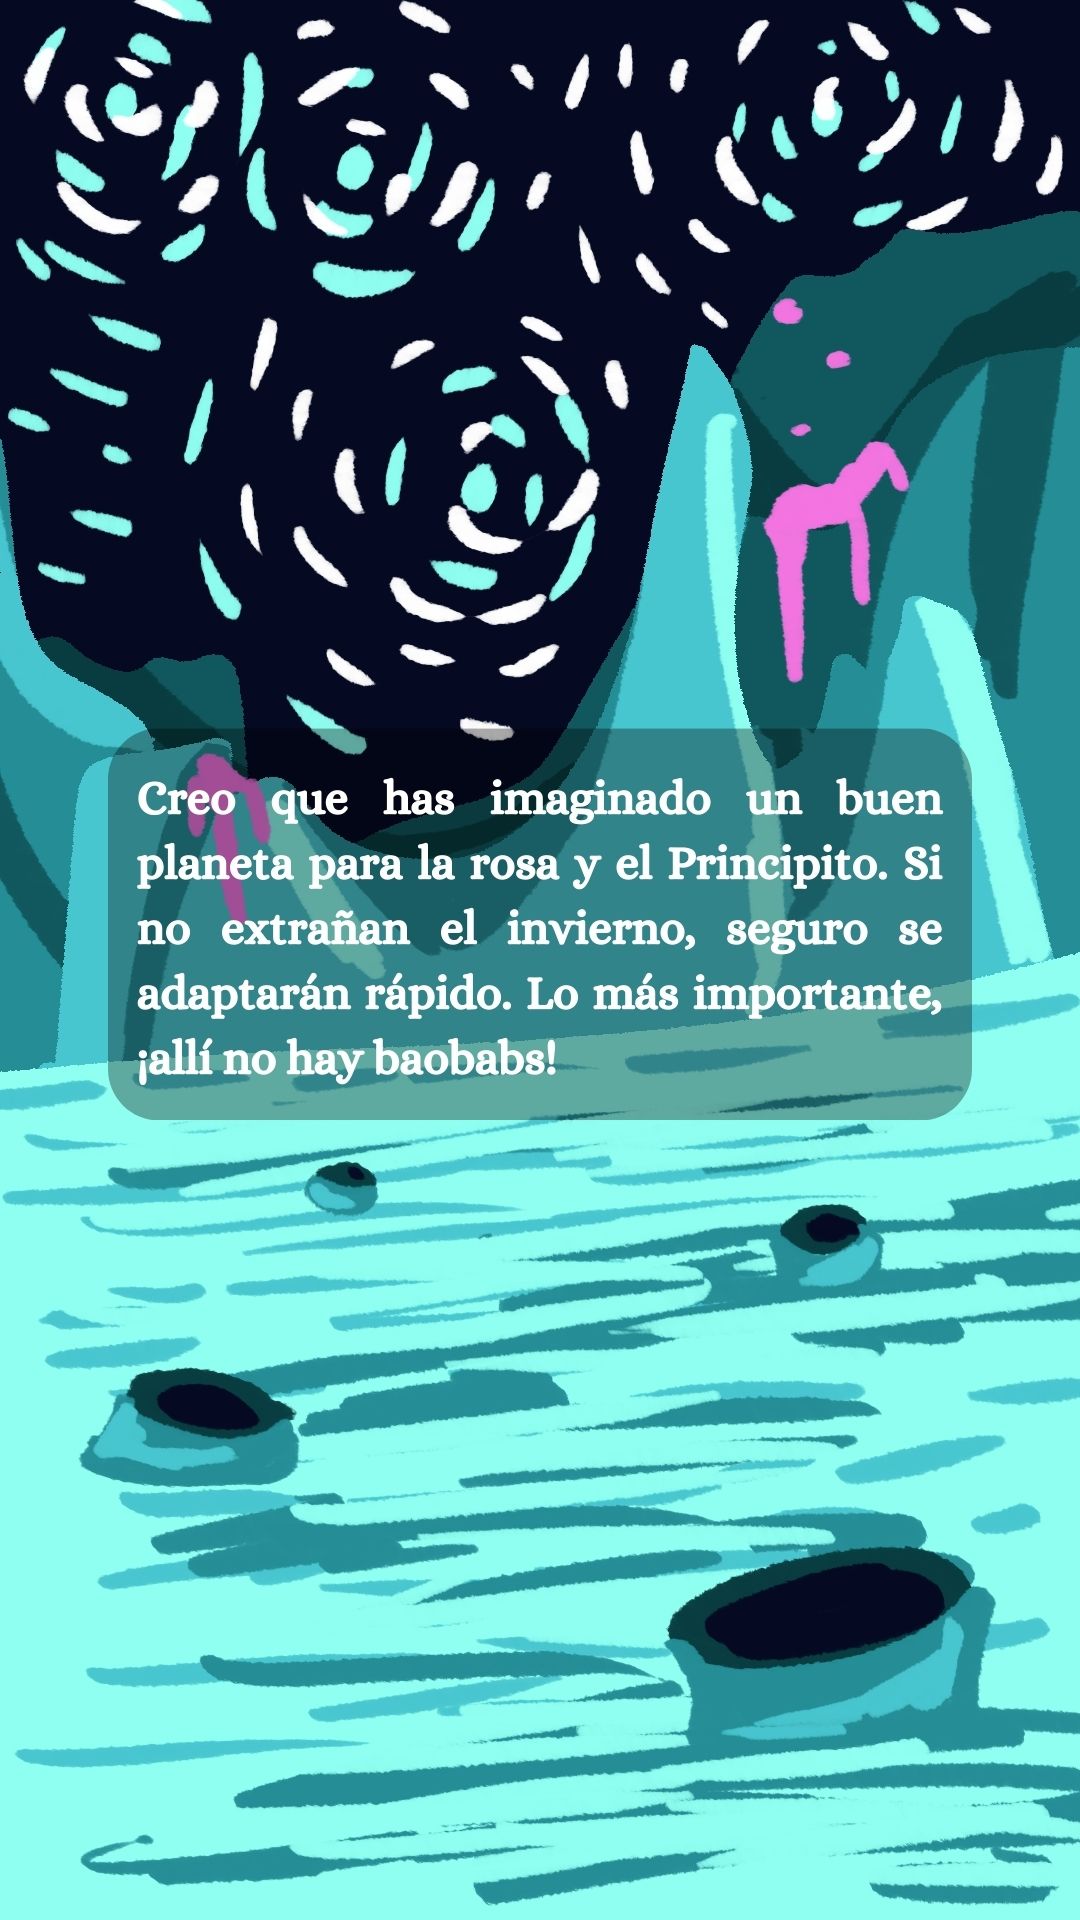 Creo que has imaginado un buen
planeta para la rosa y el Principito. Si
no extrañan el invierno, seguro se
adaptarán rápido. Lo más importante,
¡allí no hay baobabs!